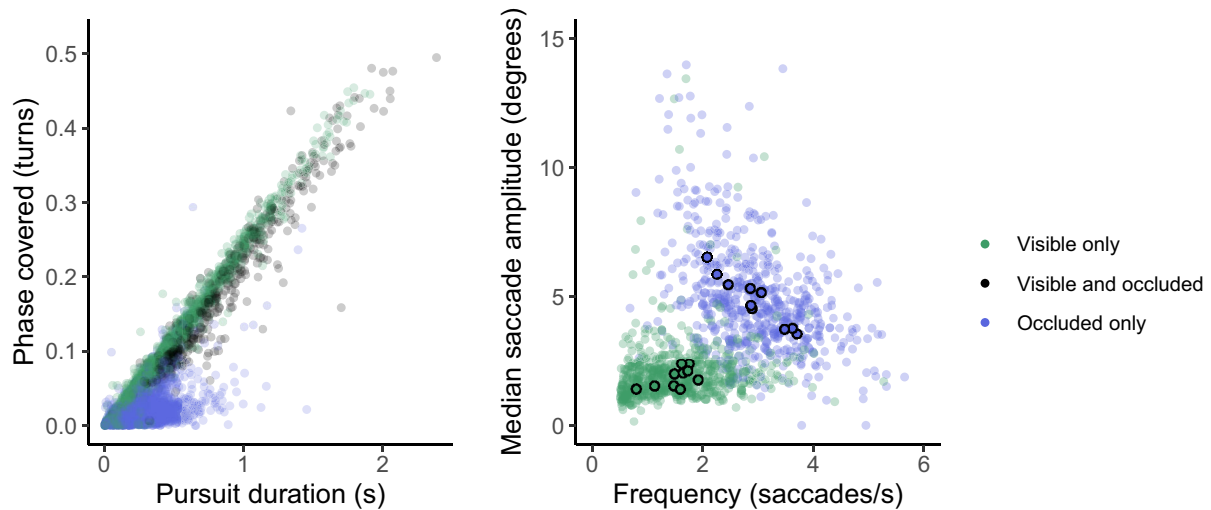 Phase covered (turns)
0.5
0.4
0.3
0.2
0.1
0.0
0
1
2
Pursuit duration (s)
Median saccade amplitude (degrees)
15
10
5
0
0
2
4
6
Frequency (saccades/s)
Visible only
Visible and occluded
Occluded only